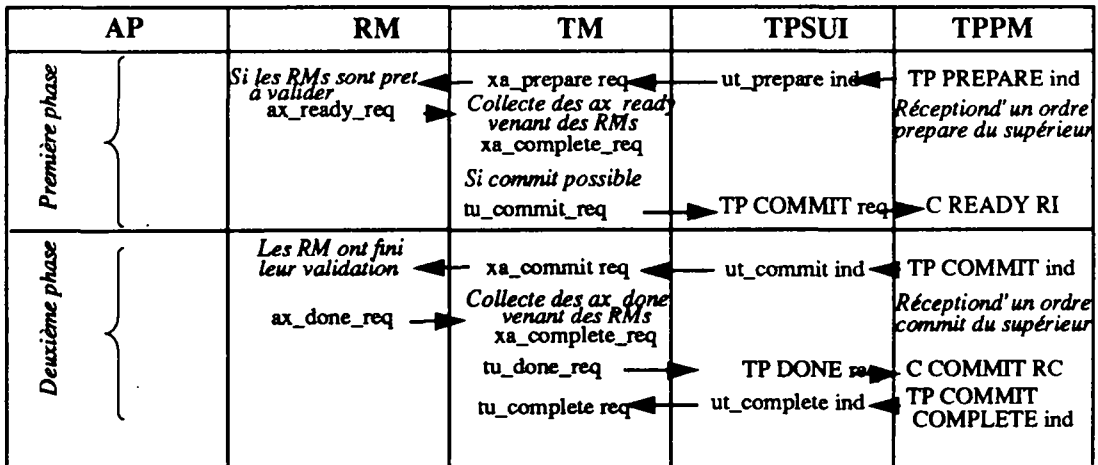 AP RM TM TPSUI TPPM
Première phase
Si les RMs sont pret
à valider
xa_prepare req
ut_prepare ind
TP PREPARE ind
ax_ready_req
Collecte des ax_ready
venant des RMs
xa_complete_req
Réceptiond'un ordre
prepare du supérieur
Si commit possible
tu_commit_req
TP COMMIT req
C READY RI
Deuxième phase
Les RM ont fini
leur validation
xa_commit req
ut_commit ind
TP COMMIT ind
ax_done_req
Collecte des ax_done
venant des RMs
xa_complete_req
Réceptiond'un ordre
commit du supérieur
tu_done_req
TP DONE req
C COMMIT RC
tu_complete req
ut_complete ind
TP COMMIT
COMPLETE ind